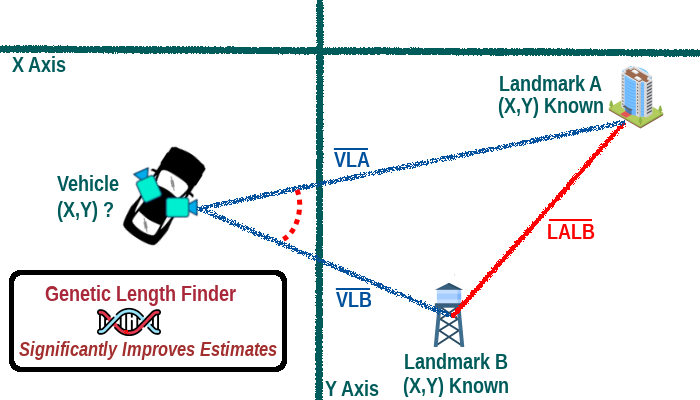 X Axis
Landmark A
(X,Y) Known
VLA
Vehicle
(X,Y) ?
LALB
VLB
Genetic Length Finder
Significantly Improves Estimates
Landmark B
(X,Y) Known
Y Axis